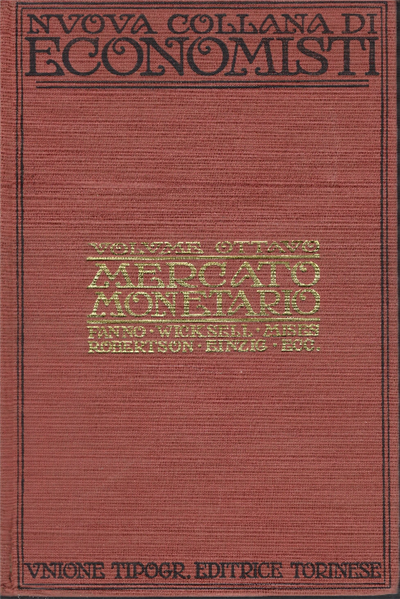 NVOVA COLLANA DI
ECONOMISTI
VOLVME OTTAVO
MERCATO
MONETARIO
FANNO · WICKSELL · MISES
ROBERTSON · EINZIG · ECC.
VNIONE TIPOGR. EDITRICE TORINESE